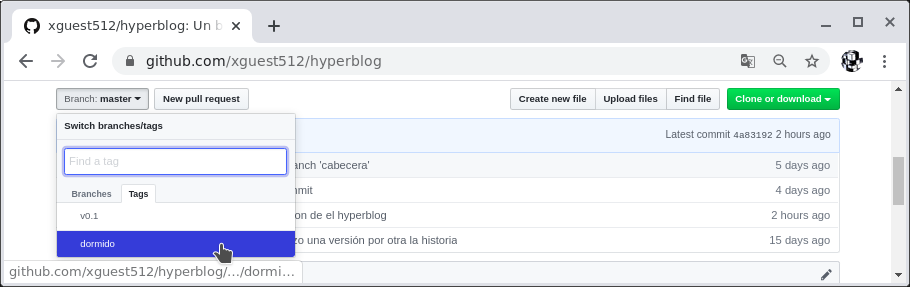 xguest512/hyperblog: Un b
github.com/xguest512/hyperblog
Branch: master
New pull request
Create new file
Upload files
Find file
Clone or download
Switch branches/tags
Latest commit 4a83192 2 hours ago
Find a tag
anch 'cabecera'
5 days ago
Branches
Tags
nmit
4 days ago
v0.1
on de el hyperblog
2 hours ago
dormido
zo una versión por otra la historia
15 days ago
github.com/xguest512/hyperblog/.../dormi...